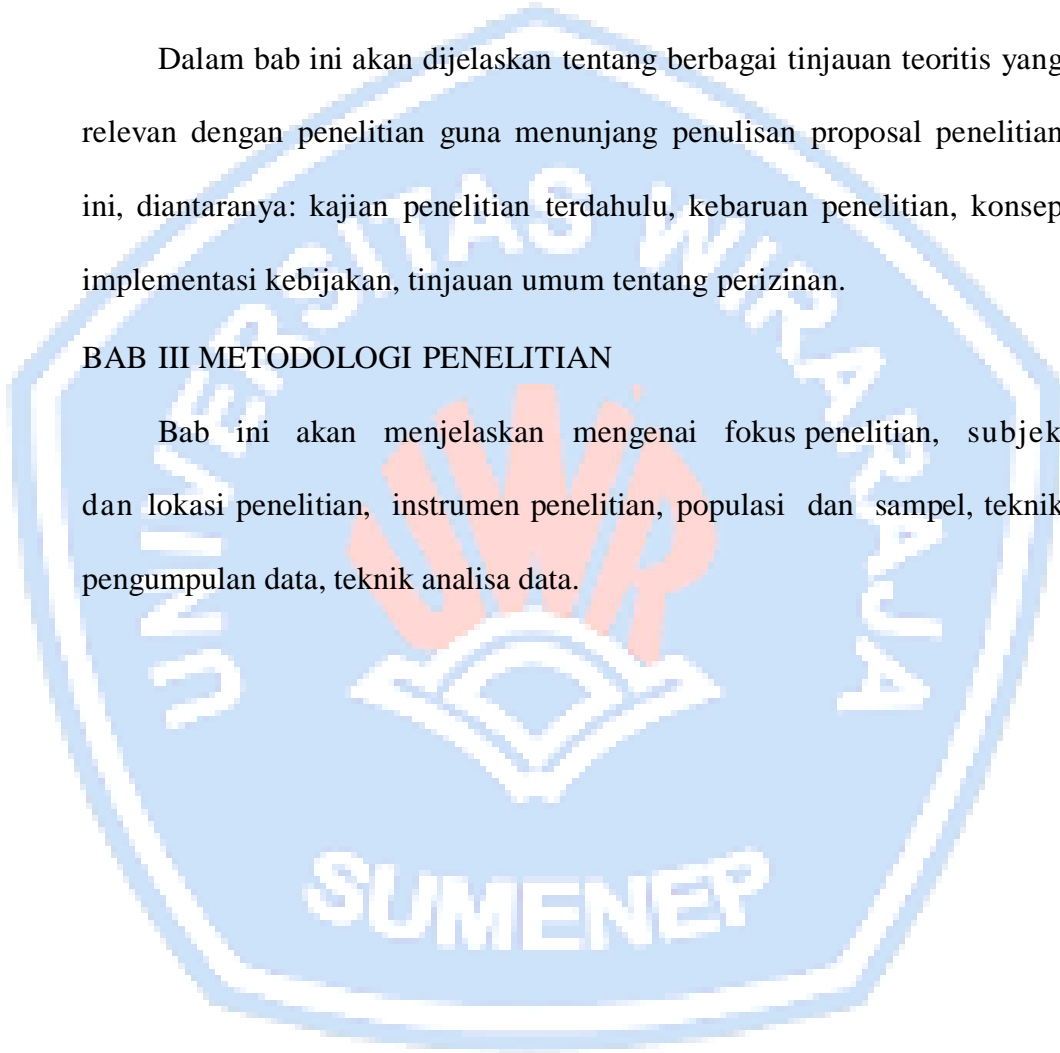 Dalam bab ini akan dijelaskan tentang berbagai tinjauan teoritis yang
relevan dengan penelitian guna menunjang penulisan proposal penelitian
ini, diantaranya: kajian penelitian terdahulu, kebaruan penelitian, konsep
implementasi kebijakan, tinjauan umum tentang perizinan.
BAB III METODOLOGI PENELITIAN
Bab ini akan menjelaskan mengenai fokus penelitian, subjek
dan lokasi penelitian, instrumen penelitian, populasi dan sampel, teknik
pengumpulan data, teknik analisa data.
UNIVERSITAS WIRARAJA
UWR
SUMENEP